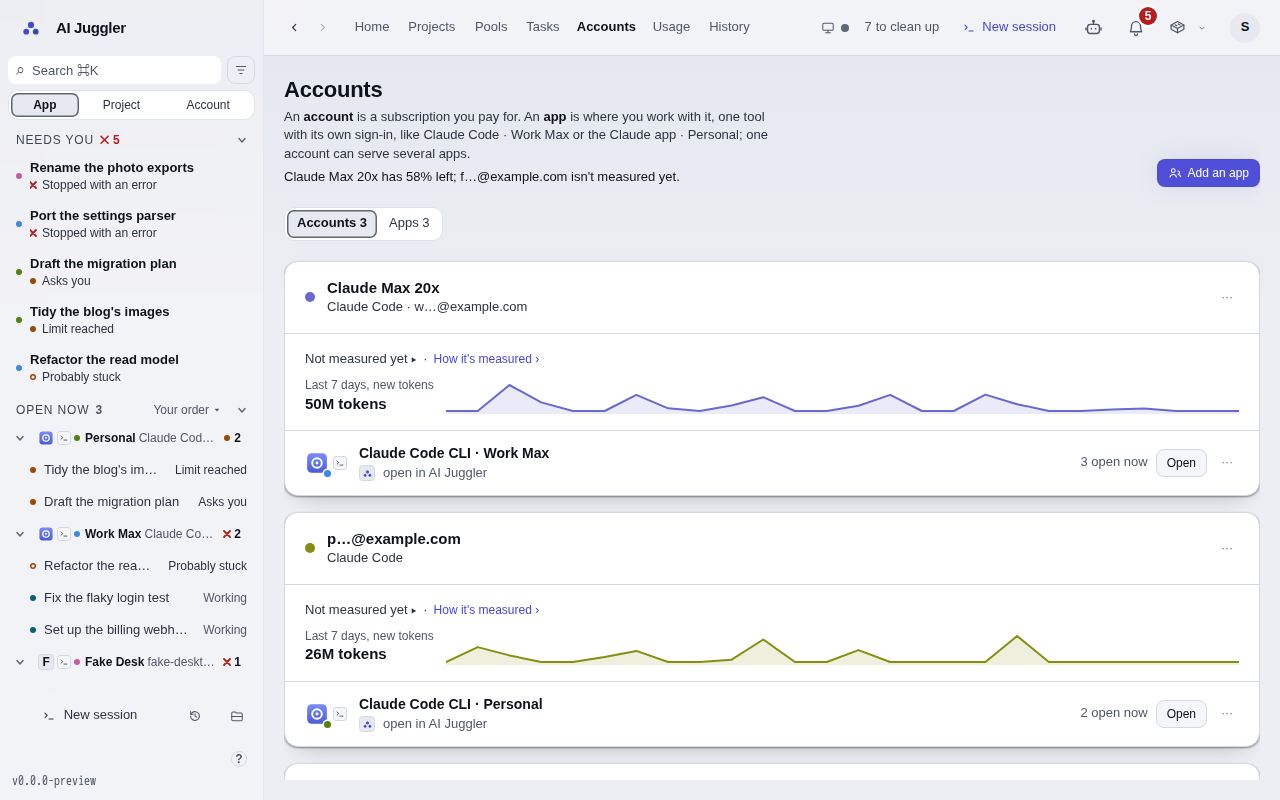 AI Juggler
Search ⌘K
App Project Account
NEEDS YOU 5
Rename the photo exports
Stopped with an error
Port the settings parser
Stopped with an error
Draft the migration plan
Asks you
Tidy the blog's images
Limit reached
Refactor the read model
Probably stuck
OPEN NOW 3 Your order
Personal Claude Cod… 2
Tidy the blog's im… Limit reached
Draft the migration plan Asks you
Work Max Claude Co… 2
Refactor the rea… Probably stuck
Fix the flaky login test Working
Set up the billing webh… Working
F Fake Desk fake-deskt… 1
New session
?
v0.0.0-preview
Home Projects Pools Tasks Accounts Usage History 7 to clean up New session 5 S
Accounts
An account is a subscription you pay for. An app is where you work with it, one tool
with its own sign-in, like Claude Code · Work Max or the Claude app · Personal; one
account can serve several apps.
Claude Max 20x has 58% left; f…@example.com isn't measured yet.
Add an app
Accounts 3 Apps 3
Claude Max 20x
Claude Code · w…@example.com
Not measured yet ▸ · How it's measured ›
Last 7 days, new tokens
50M tokens
Claude Code CLI · Work Max
open in AI Juggler
3 open now Open
p…@example.com
Claude Code
Not measured yet ▸ · How it's measured ›
Last 7 days, new tokens
26M tokens
Claude Code CLI · Personal
open in AI Juggler
2 open now Open